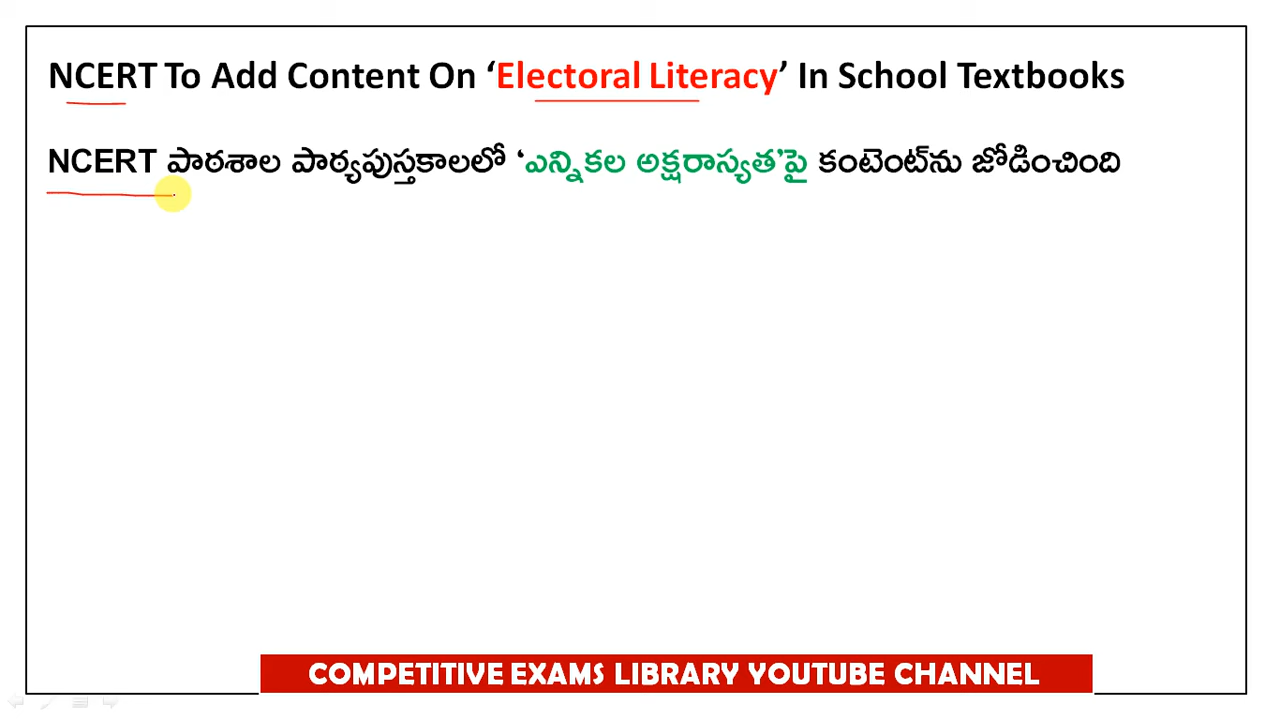 NCERT To Add Content On ‘Electoral Literacy’ In School Textbooks
NCERT పాఠశాల పాఠ్యపుస్తకాలలో ‘ఎన్నికల అక్షరాస్యత’పై కంటెంట్‌ను జోడించింది
COMPETITIVE EXAMS LIBRARY YOUTUBE CHANNEL